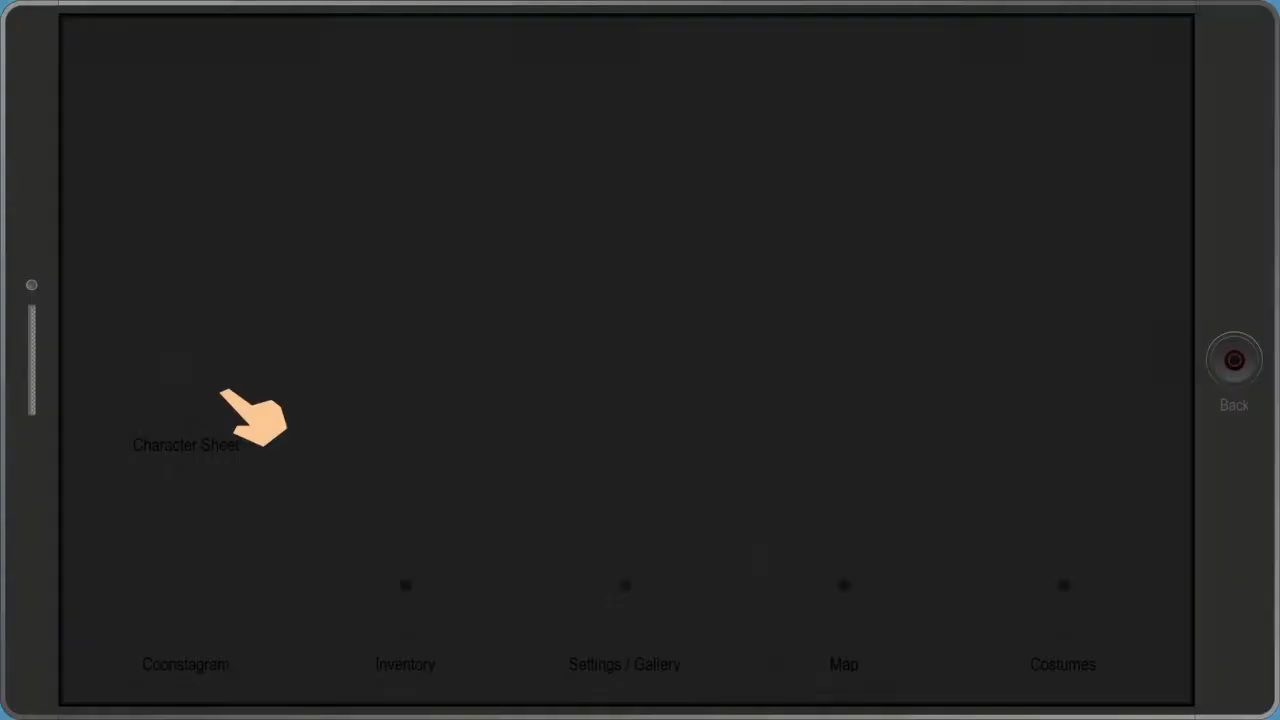 Back
Character Sheet
Coonstagram
Inventory
Settings / Gallery
Map
Costumes